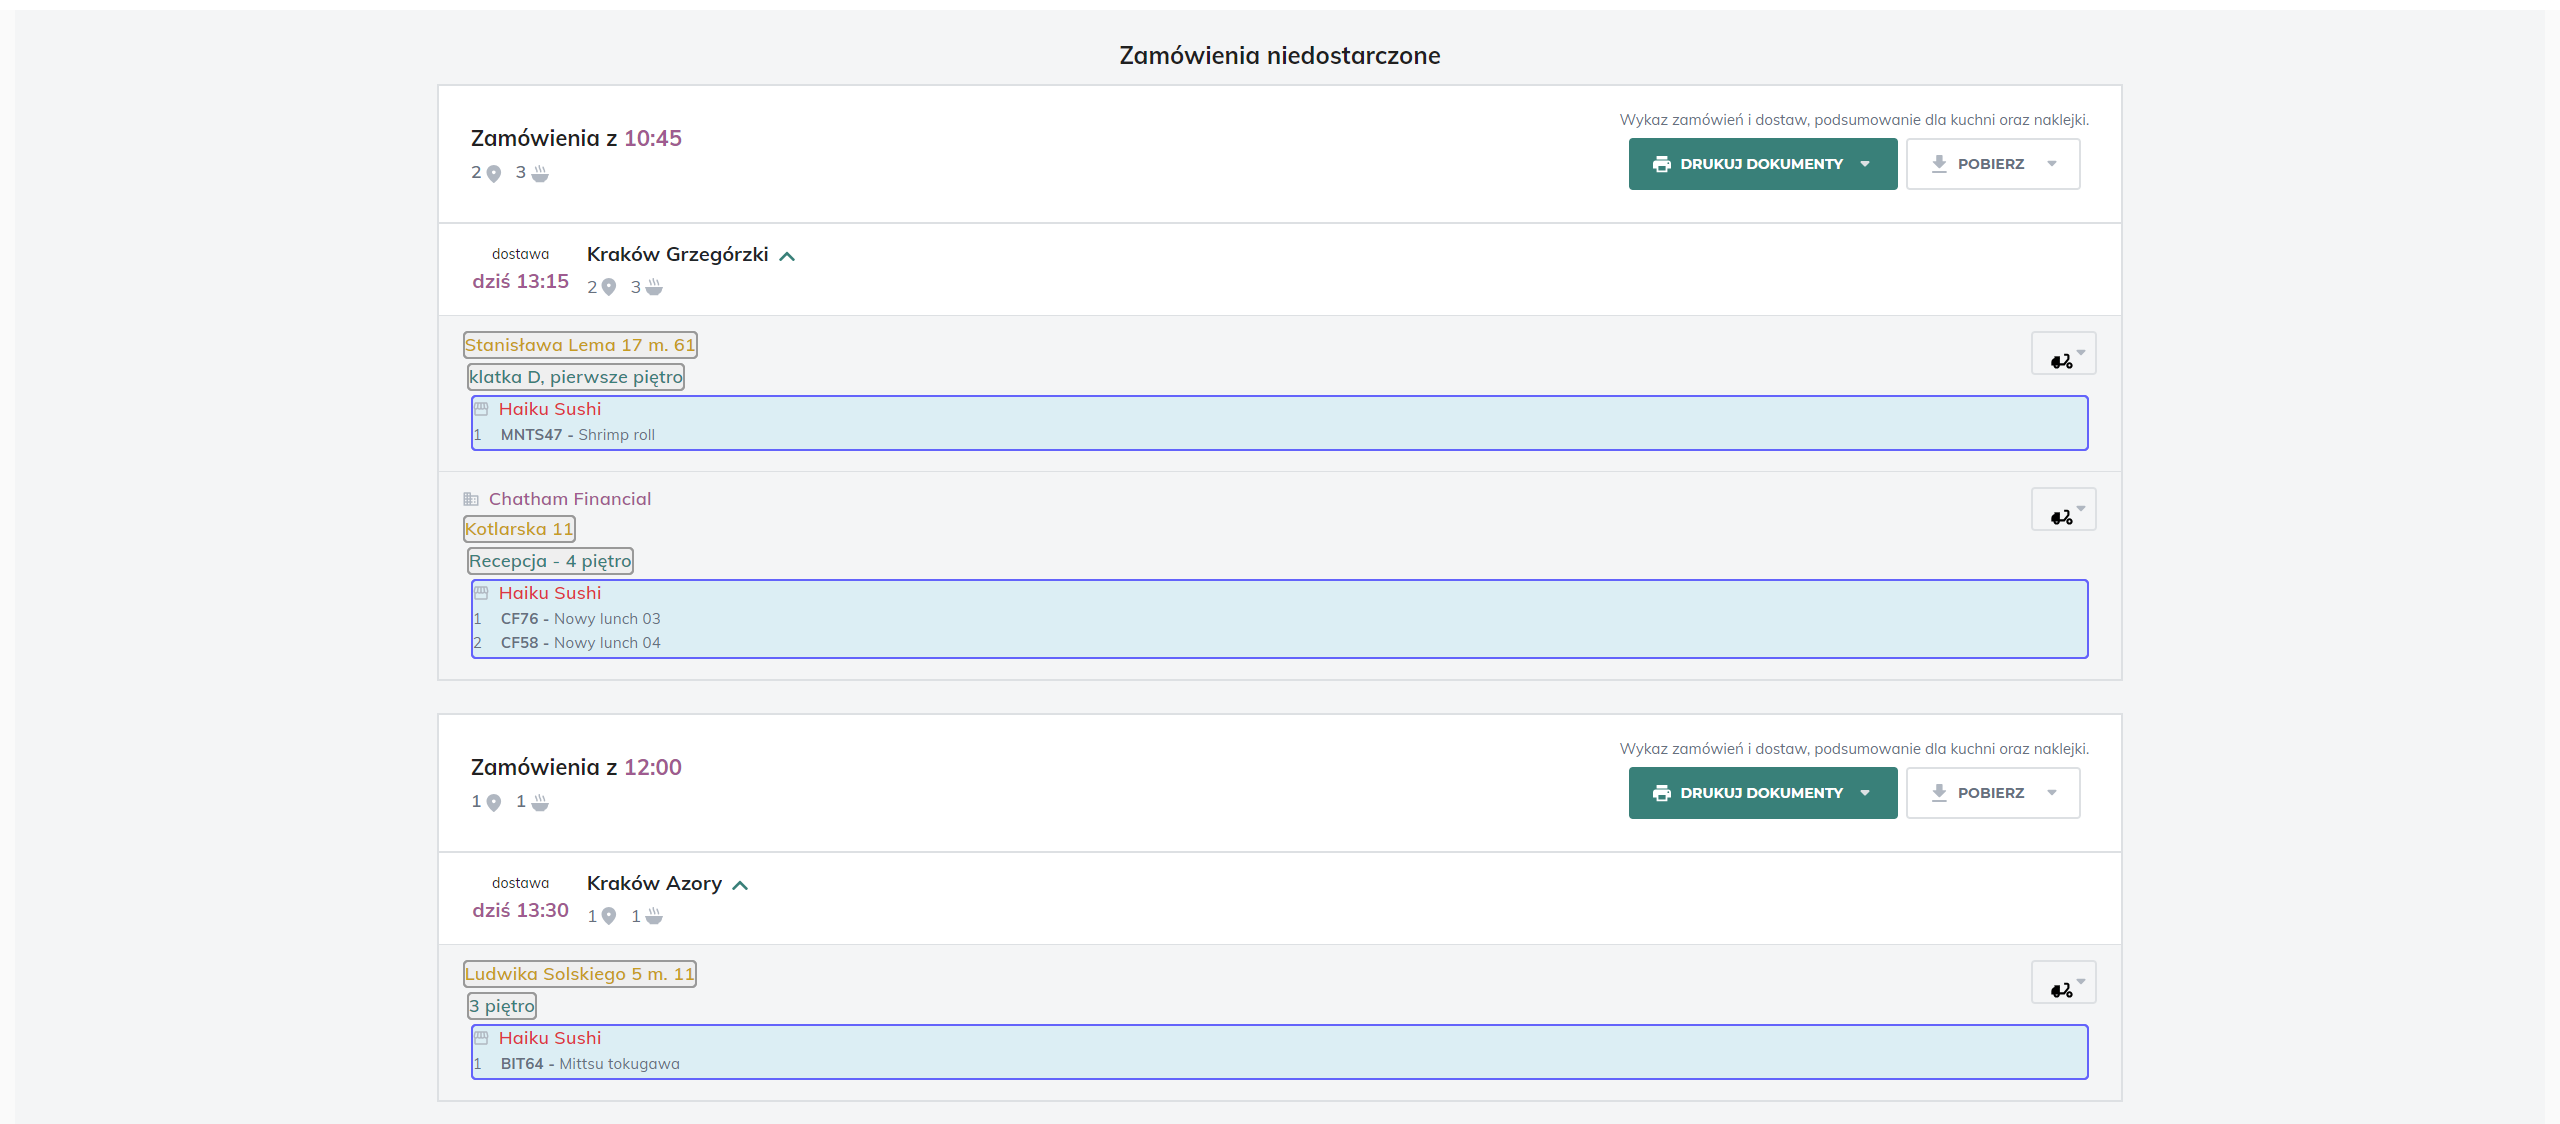 Zamówienia niedostarczone
Zamówienia z 10:45
2 3
Wykaz zamówień i dostaw, podsumowanie dla kuchni oraz naklejki.
DRUKUJ DOKUMENTY POBIERZ
dostawa
dziś 13:15
Kraków Grzegórzki
2 3
Stanisława Lema 17 m. 61
klatka D, pierwsze piętro
Haiku Sushi
1 MNTS47 - Shrimp roll
Chatham Financial
Kotlarska 11
Recepcja - 4 piętro
Haiku Sushi
1 CF76 - Nowy lunch 03
2 CF58 - Nowy lunch 04
Zamówienia z 12:00
1 1
Wykaz zamówień i dostaw, podsumowanie dla kuchni oraz naklejki.
DRUKUJ DOKUMENTY POBIERZ
dostawa
dziś 13:30
Kraków Azory
1 1
Ludwika Solskiego 5 m. 11
3 piętro
Haiku Sushi
1 BIT64 - Mittsu tokugawa